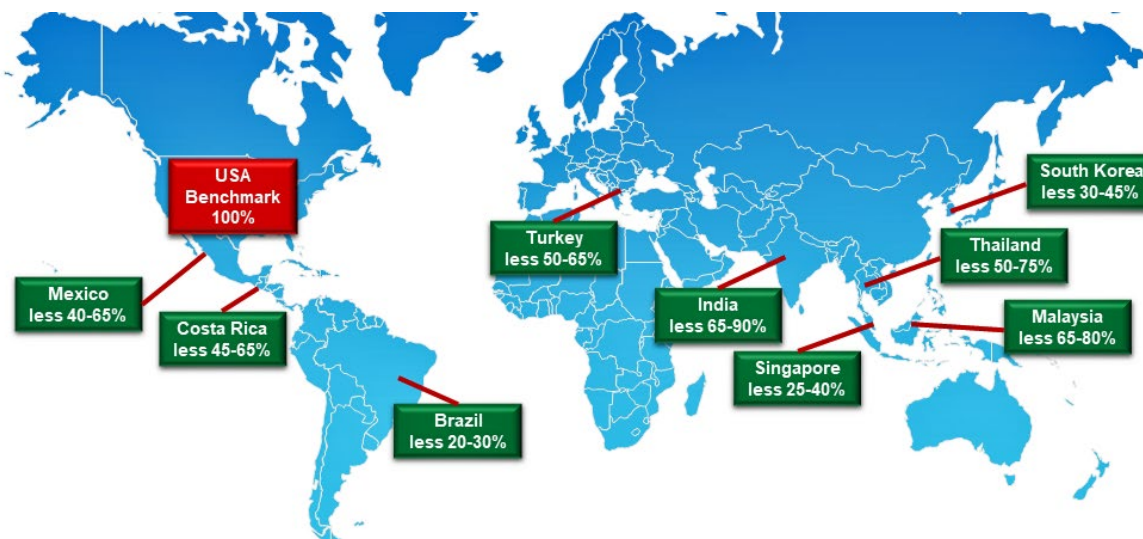 USA
Benchmark
100%
South Korea
less 30-45%
Turkey
less 50-65%
Thailand
less 50-75%
Mexico
less 40-65%
Costa Rica
less 45-65%
India
less 65-90%
Malaysia
less 65-80%
Singapore
less 25-40%
Brazil
less 20-30%